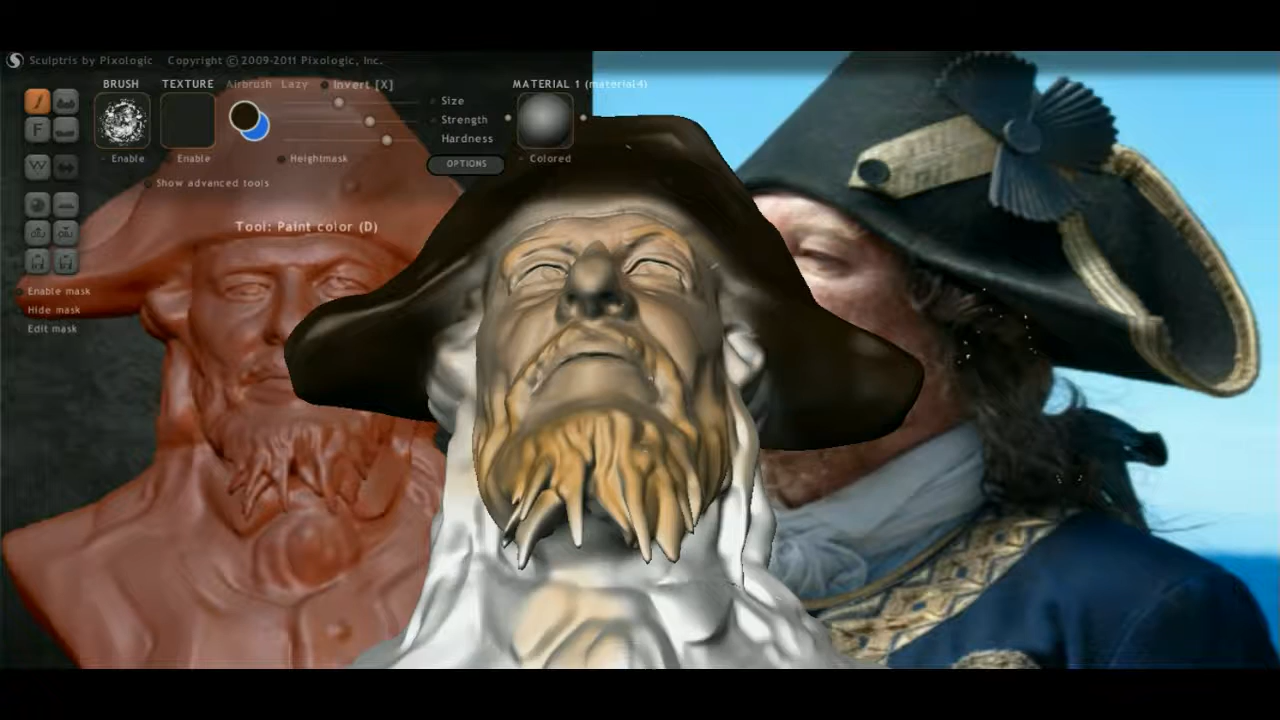 Sculptris by Pixologic Copyright © 2009-2011 Pixologic, Inc.
BRUSH TEXTURE Airbrush Lazy Invert [X] MATERIAL 1 (material4)
Size
Strength
Hardness
Enable Enable Heightmask OPTIONS Colored
Show advanced tools
F
W
Tool: Paint color (D)
Enable mask
Hide mask
Edit mask